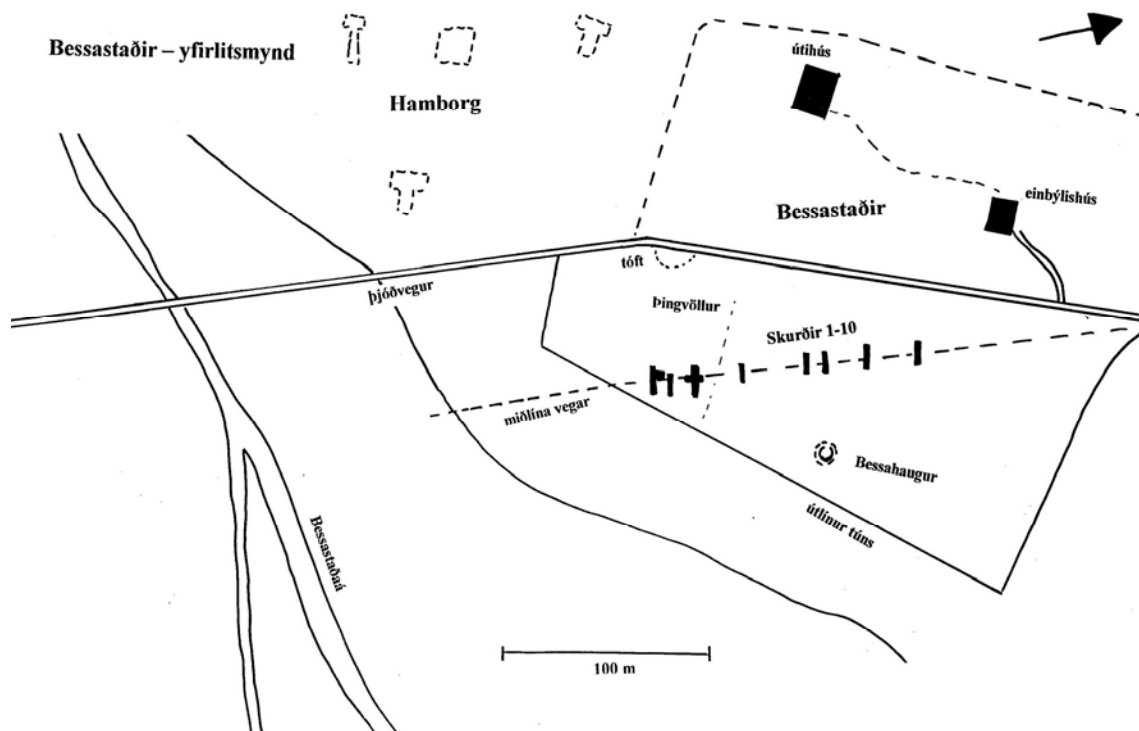 Bessastaðir – yfirlitsmynd
Hamborg
útihús
einbýlishús
Bessastaðir
tóft
þjóðvegur
Þingvöllur
Skurðir 1-10
miðlína vegar
Bessahaugur
útlínur túns
Bessastaðaá
100 m